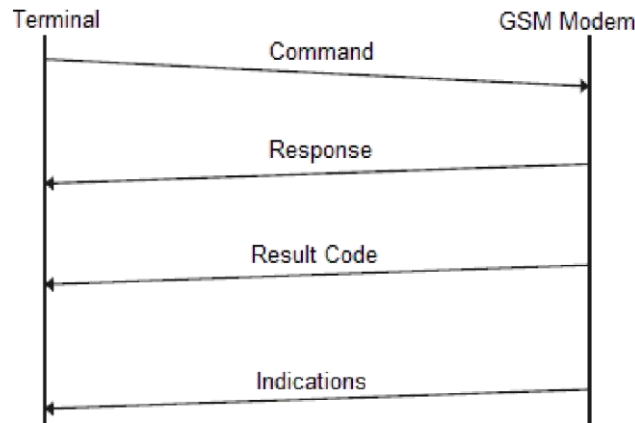 Terminal
GSM Modem
Command
Response
Result Code
Indications